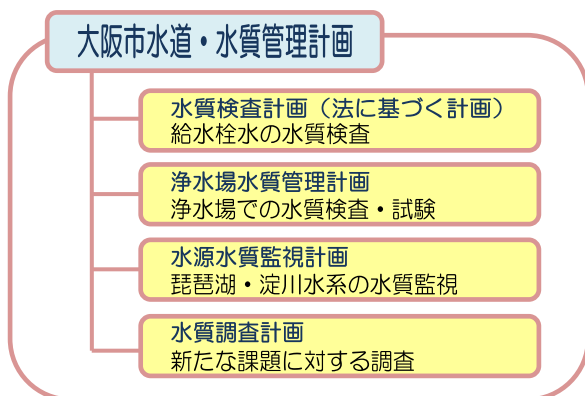 大阪市水道・水質管理計画
水質検査計画（法に基づく計画）
給水栓水の水質検査
浄水場水質管理計画
浄水場での水質検査・試験
水源水質監視計画
琵琶湖・淀川水系の水質監視
水質調査計画
新たな課題に対する調査